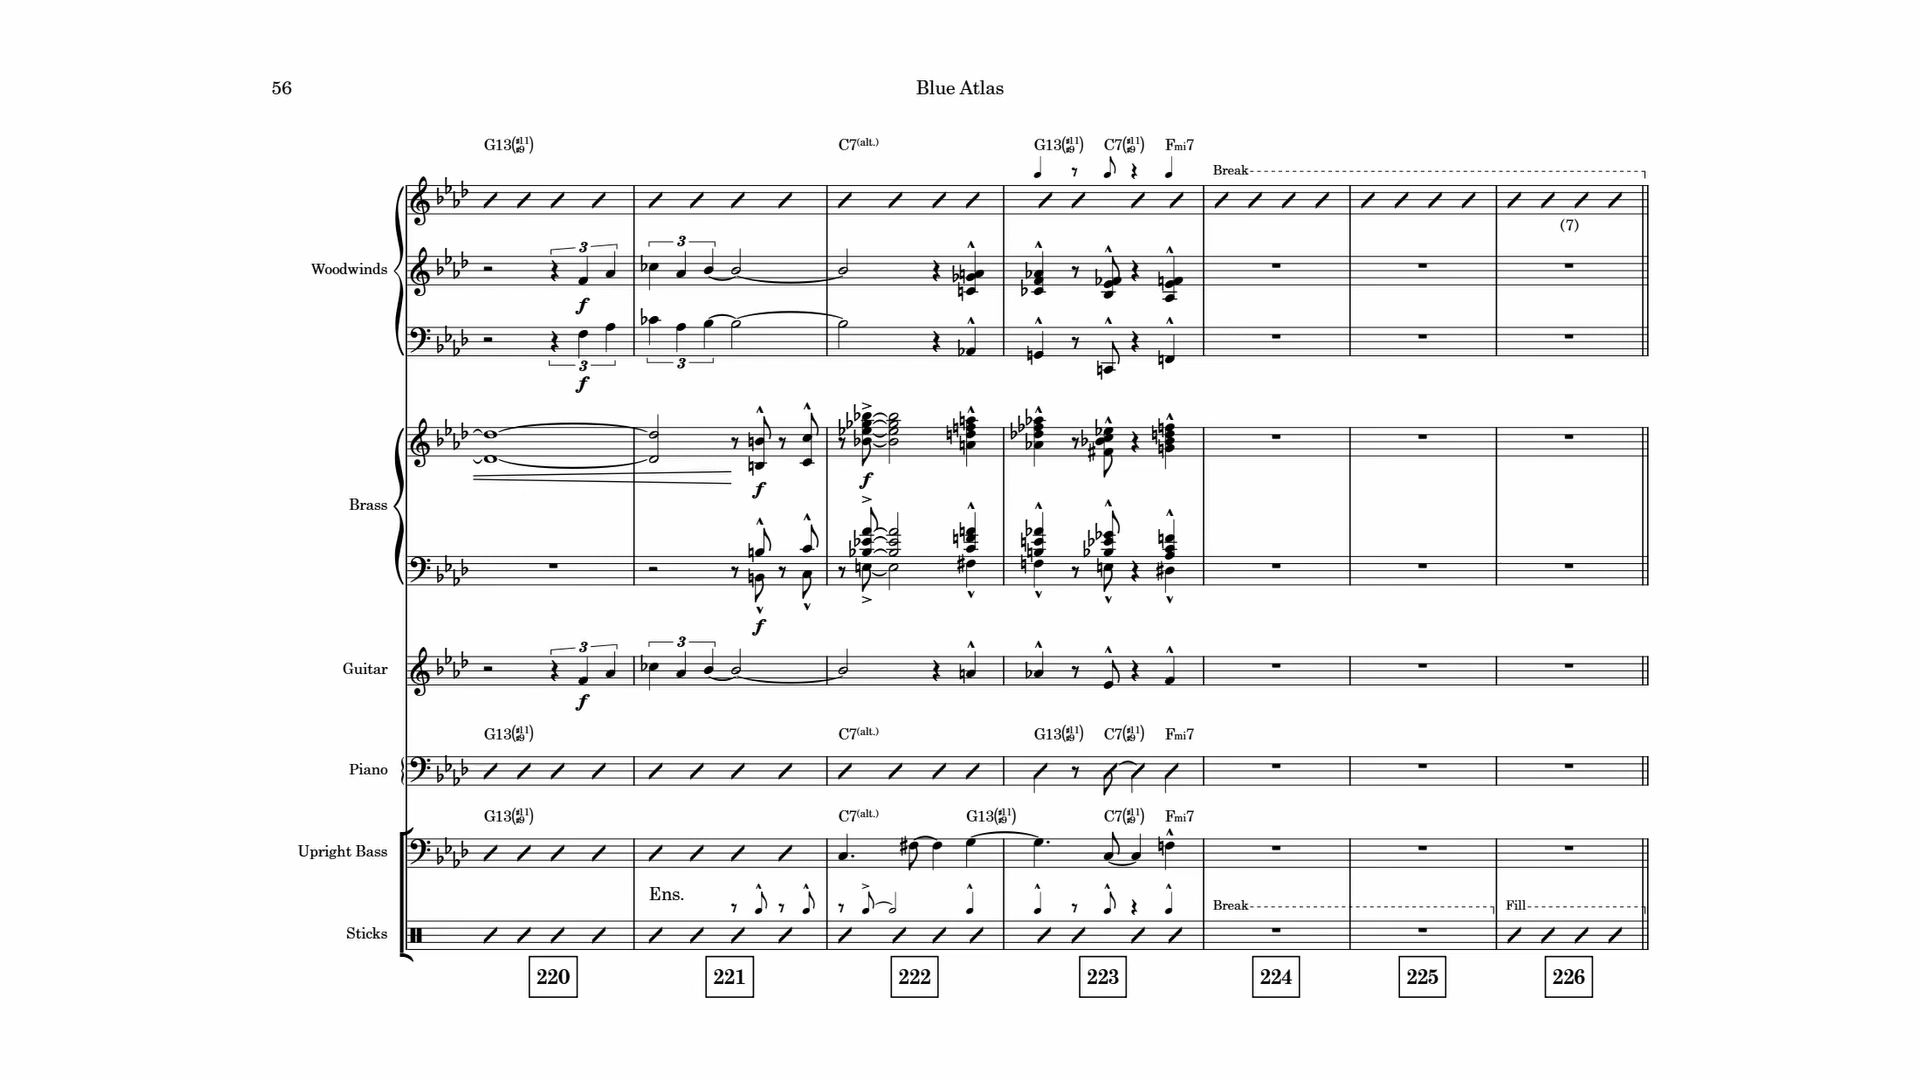 56
Blue Atlas
G13(♯11 ♯9) C7(alt.) G13(♯11 ♯9) C7(♯11 ♯9) Fmi7
Break
(7)
3
Woodwinds 3
f
3 3
f
f f
Brass
f
3 3
Guitar
f
G13(♯11 ♯9) C7(alt.) G13(♯11 ♯9) C7(♯11 ♯9) Fmi7
Piano
G13(♯11 ♯9) C7(alt.) G13(♯11 ♯9) C7(♯11 ♯9) Fmi7
Upright Bass
Ens.
Break Fill
Sticks
220 221 222 223 224 225 226